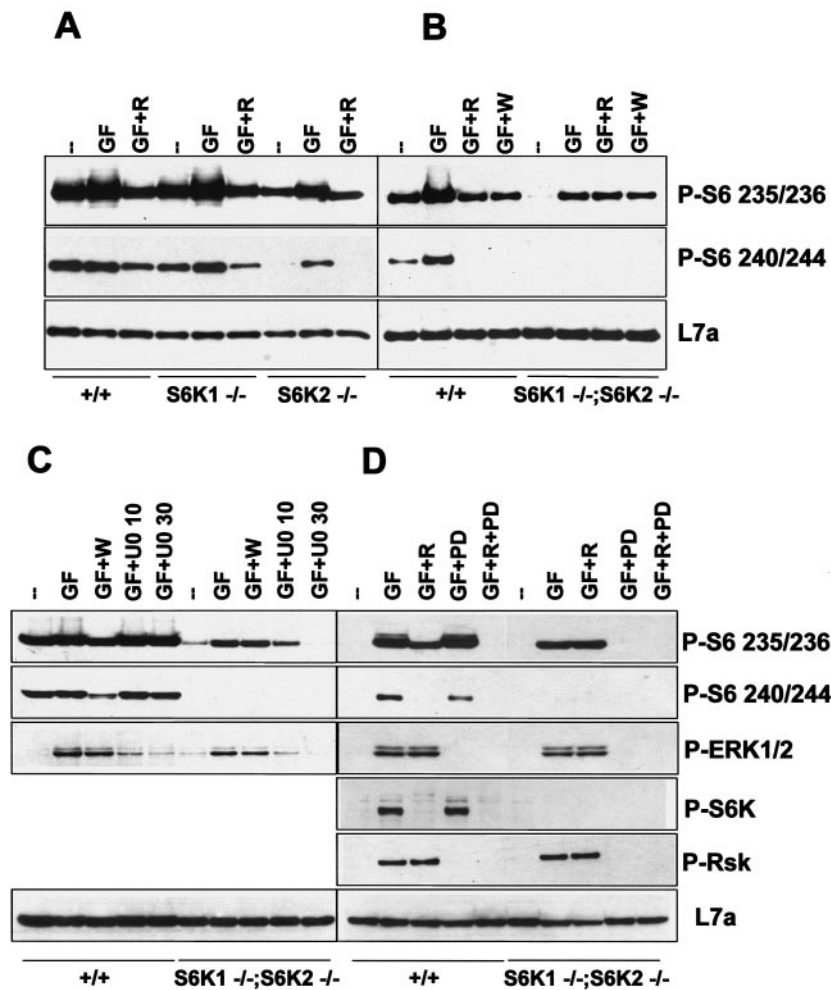 A
B
-- GF GF+R -- GF GF+R -- GF GF+R
-- GF GF+R GF+W -- GF GF+R GF+W
P-S6 235/236
P-S6 240/244
L7a
+/+ S6K1 -/- S6K2 -/-
+/+ S6K1 -/-;S6K2 -/-
C
D
-- GF GF+W GF+U0 10 GF+U0 30 -- GF GF+W GF+U0 10 GF+U0 30
-- GF GF+R GF+PD GF+R+PD -- GF GF+R GF+PD GF+R+PD
P-S6 235/236
P-S6 240/244
P-ERK1/2
P-S6K
P-Rsk
L7a
+/+ S6K1 -/-;S6K2 -/-
+/+ S6K1 -/-;S6K2 -/-